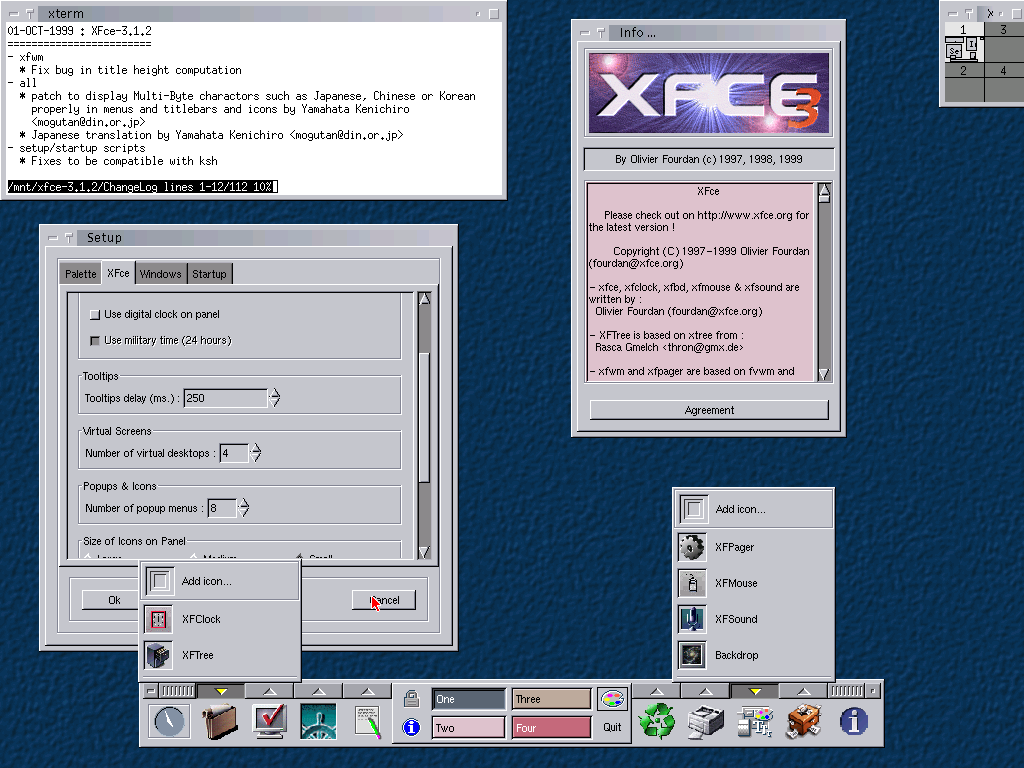 xterm
01-OCT-1999 : XFce-3.1.2
========================
- xfwm
* Fix bug in title height computation
- all
* patch to display Multi-Byte charactors such as Japanese, Chinese or Korean
properly in menus and titlebars and icons by Yamahata Kenichiro
<mogutan@din.or.jp>
* Japanese translation by Yamahata Kenichiro <mogutan@din.or.jp>
- setup/startup scripts
* Fixes to be compatible with ksh
/mnt/xfce-3.1.2/ChangeLog lines 1-12/112 10%
Info ...
XFCE3
By Olivier Fourdan (c) 1997, 1998, 1999
XFce
Please check out on http://www.xfce.org for
the latest version !
Copyright (C) 1997-1999 Olivier Fourdan
(fourdan@xfce.org)
- xfce, xfclock, xfbd, xfmouse & xfsound are
written by :
Olivier Fourdan (fourdan@xfce.org)
- XFTree is based on xtree from :
Rasca Gmelch <thron@gmx.de>
- xfwm and xfpager are based on fvwm and
Agreement
X
1 3
Se I
2 4
Setup
Palette XFce Windows Startup
Use digital clock on panel
Use military time (24 hours)
Tooltips
Tooltips delay (ms.) : 250
Virtual Screens
Number of virtual desktops : 4
Popups & Icons
Number of popup menus : 8
Size of Icons on Panel
Large Medium Small
Ok Cancel
Add icon...
XFClock
XFTree
Add icon...
XFPager
XFMouse
XFSound
Backdrop
One Three
Two Four Quit